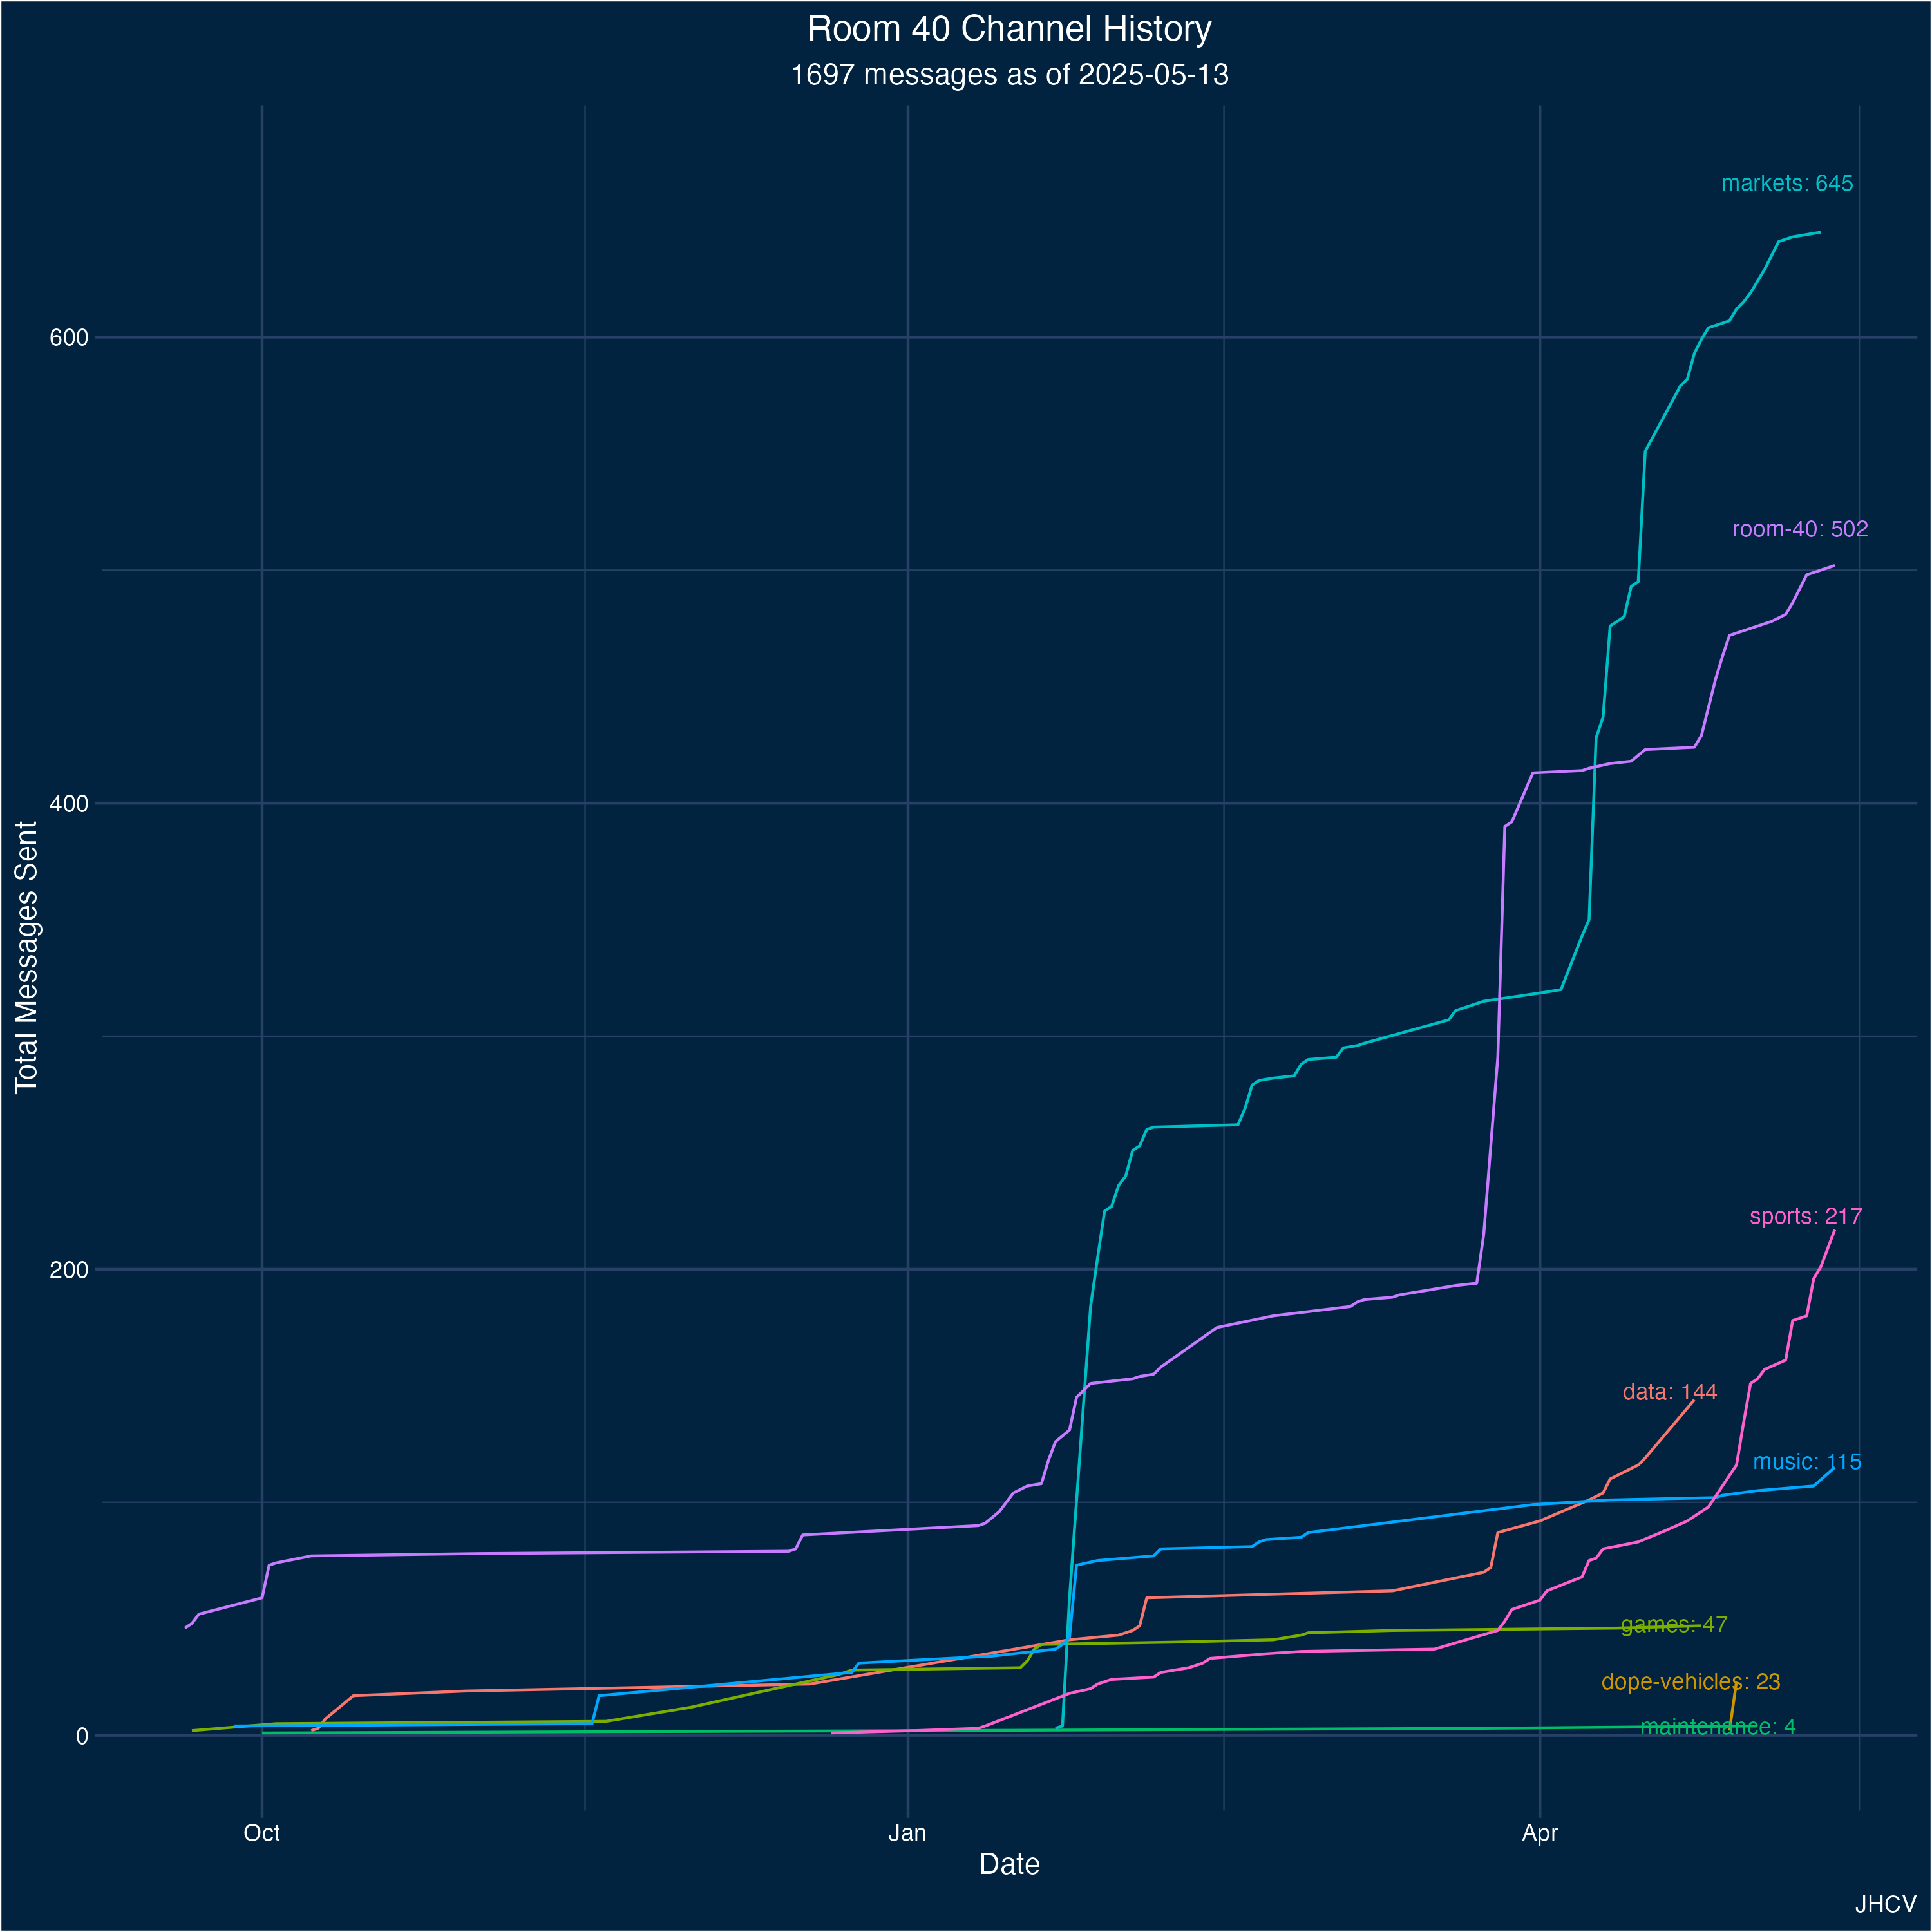 Room 40 Channel History
1697 messages as of 2025-05-13
markets: 645
600
room-40: 502
400
Total Messages Sent
sports: 217
200
data: 144
music: 115
games: 47
dope-vehicles: 23
maintenance: 4
0
Oct
Jan
Apr
Date
JHCV